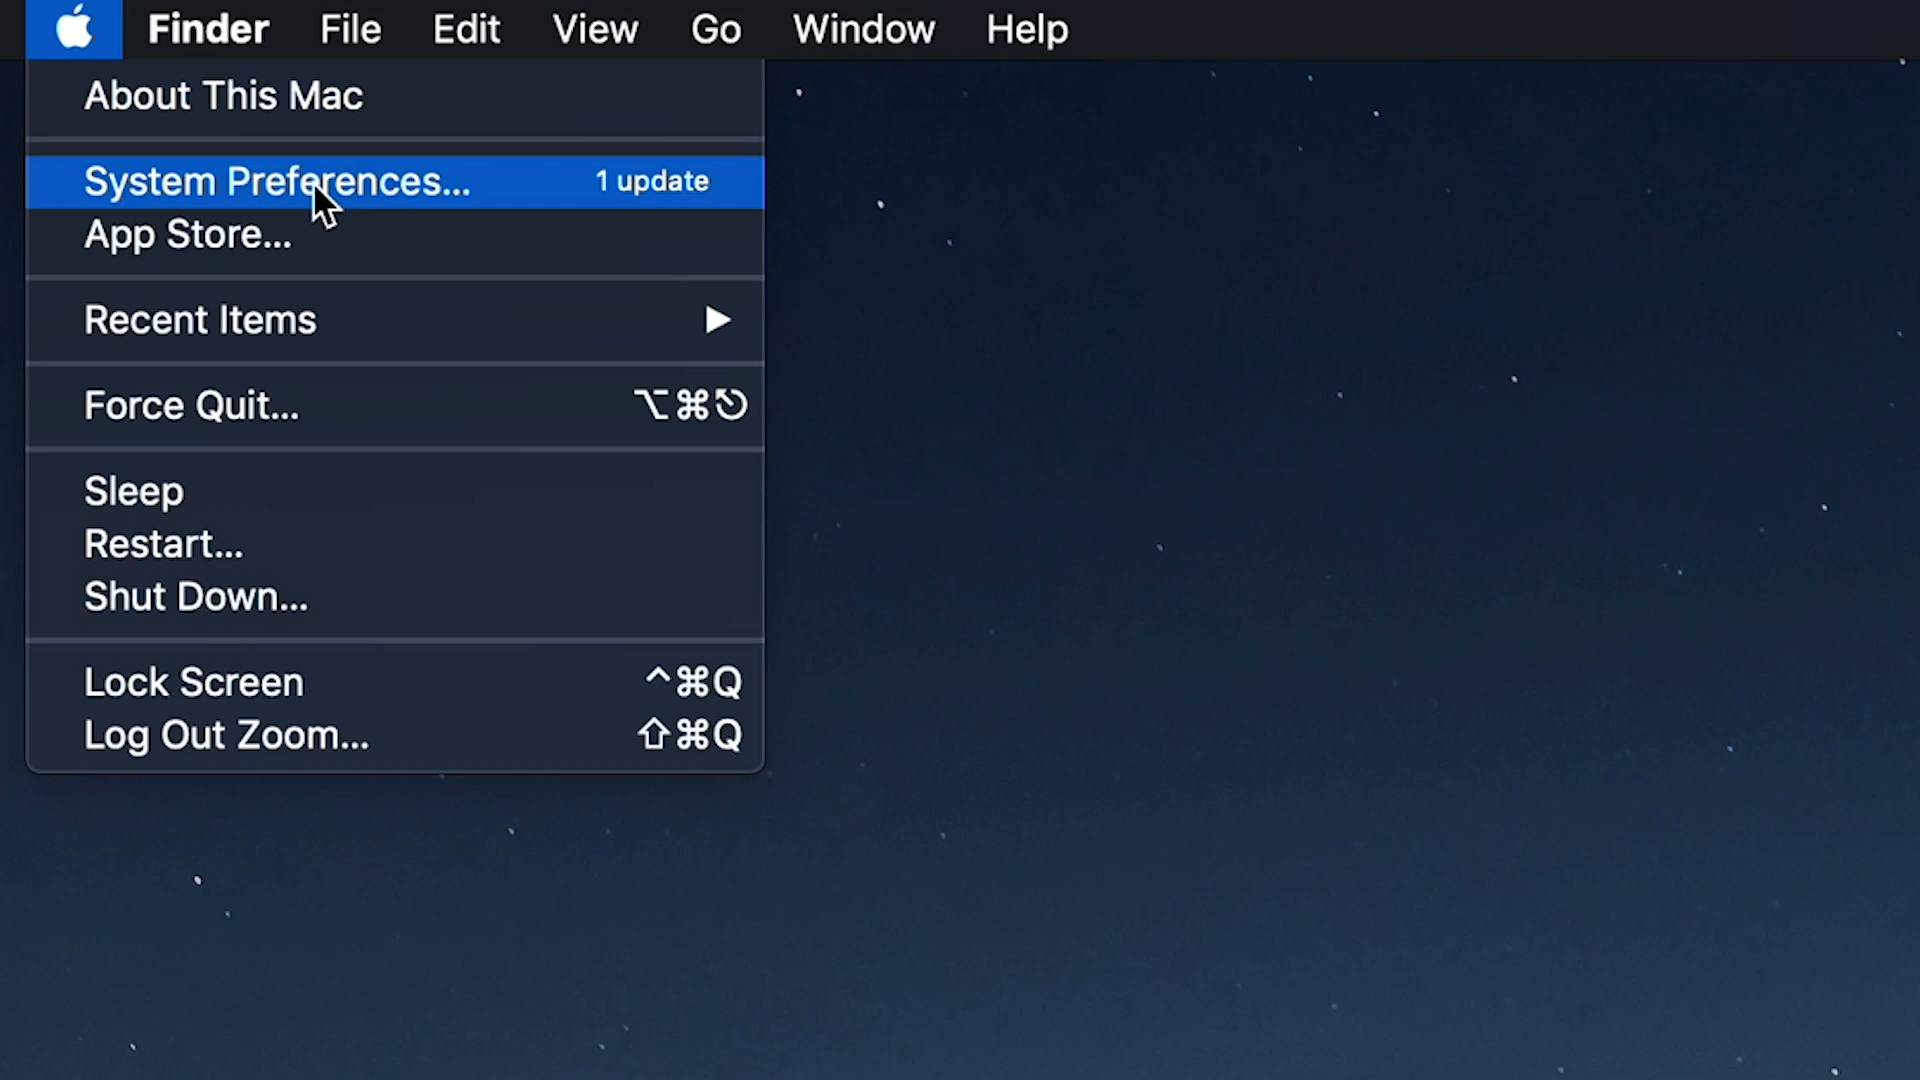 Finder File Edit View Go Window Help
About This Mac
System Preferences... 1 update
App Store...
Recent Items ▶
Force Quit... ⌥⌘⎋
Sleep
Restart...
Shut Down...
Lock Screen ^⌘Q
Log Out Zoom... ⇧⌘Q